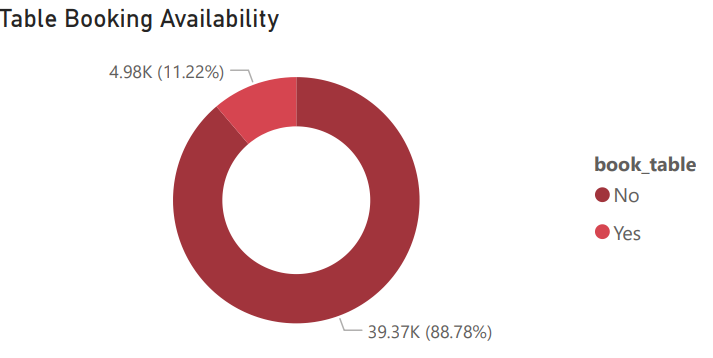 Table Booking Availability
4.98K (11.22%)
book_table
No
Yes
39.37K (88.78%)